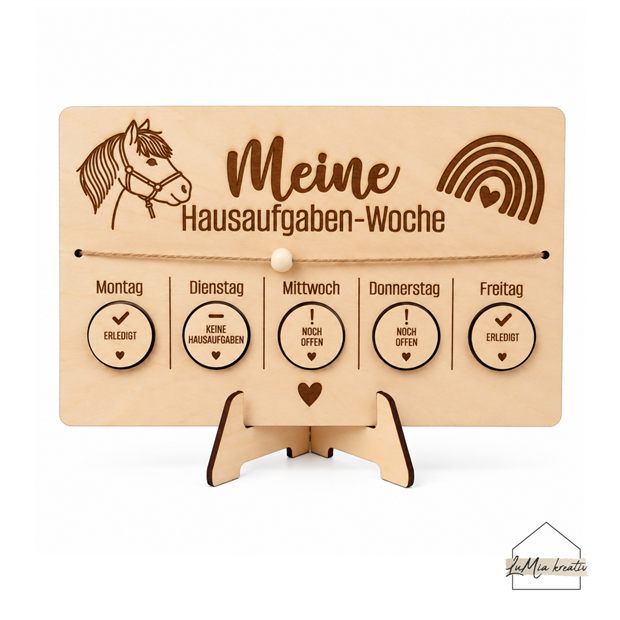 Meine
Hausaufgaben-Woche
Montag
Dienstag
Mittwoch
Donnerstag
Freitag
ERLEDIGT
KEINE
HAUSAUFGABEN
!
NOCH
OFFEN
!
NOCH
OFFEN
ERLEDIGT
LuMia kreativ